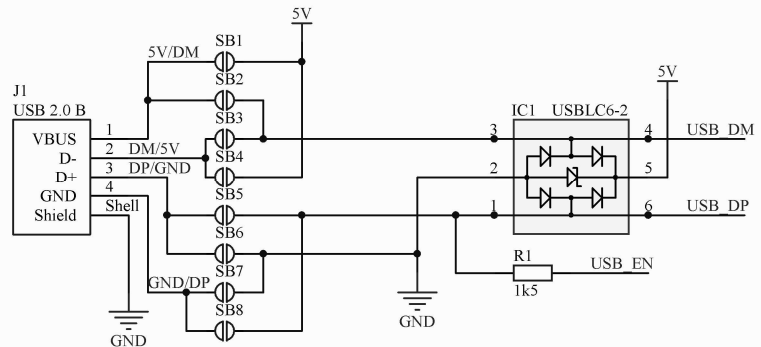 5V
SB1
5V/DM
SB2
5V
J1
USB 2.0 B
SB3
IC1 USBLC6-2
1
3
4
USB_DM
VBUS
2
DM/5V
SB4
D-
3
DP/GND
2
5
D+
4
SB5
GND
Shell
1
6
USB_DP
Shield
SB6
R1
USB_EN
SB7
GND/DP
1k5
SB8
GND
GND